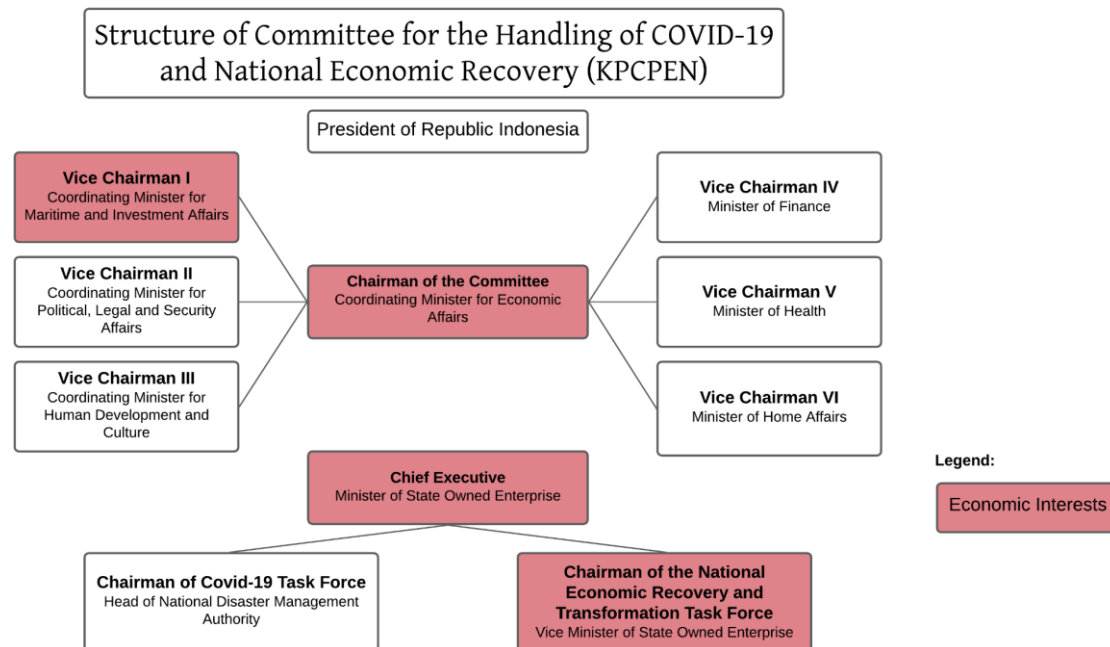 Structure of Committee for the Handling of COVID-19
and National Economic Recovery (KPCPEN)
President of Republic Indonesia
Vice Chairman I
Coordinating Minister for
Maritime and Investment Affairs
Vice Chairman II
Coordinating Minister for
Political, Legal and Security
Affairs
Vice Chairman III
Coordinating Minister for
Human Development and
Culture
Chairman of the Committee
Coordinating Minister for Economic
Affairs
Vice Chairman IV
Minister of Finance
Vice Chairman V
Minister of Health
Vice Chairman VI
Minister of Home Affairs
Chief Executive
Minister of State Owned Enterprise
Chairman of Covid-19 Task Force
Head of National Disaster Management
Authority
Chairman of the National
Economic Recovery and
Transformation Task Force
Vice Minister of State Owned Enterprise
Legend:
Economic Interests